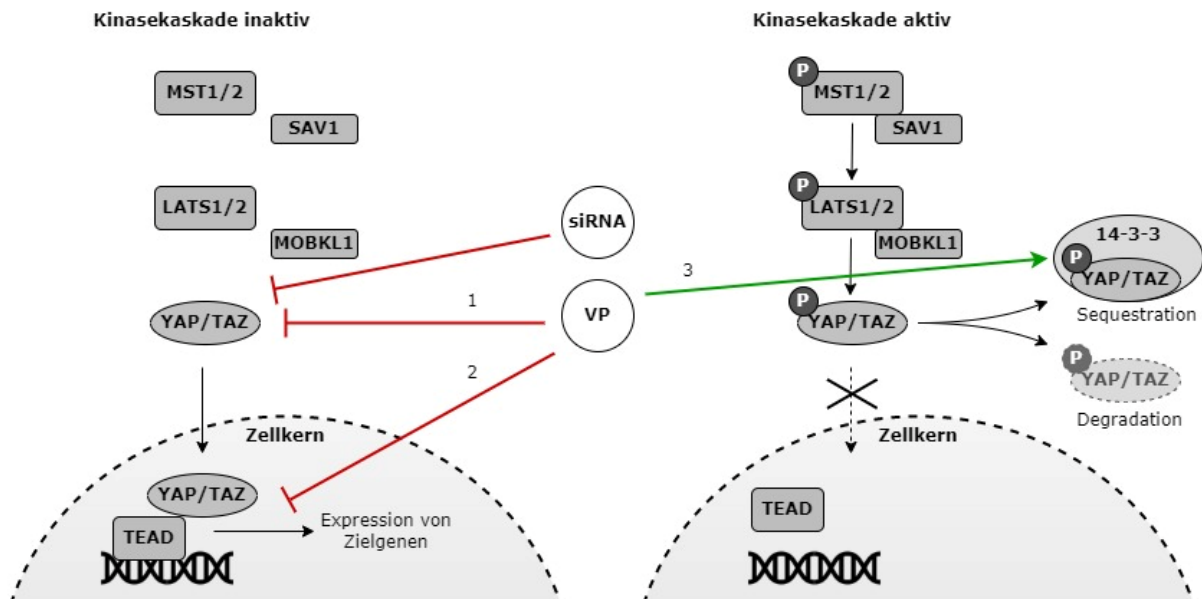 Kinasekaskade inaktiv
MST1/2
SAV1
LATS1/2
MOBKL1
YAP/TAZ
Zellkern
YAP/TAZ
TEAD
Expression von
Zielgenen
siRNA
VP
1
2
3
Kinasekaskade aktiv
P
MST1/2
SAV1
P
LATS1/2
MOBKL1
P
YAP/TAZ
14-3-3
P
YAP/TAZ
Sequestration
P
YAP/TAZ
Degradation
Zellkern
TEAD